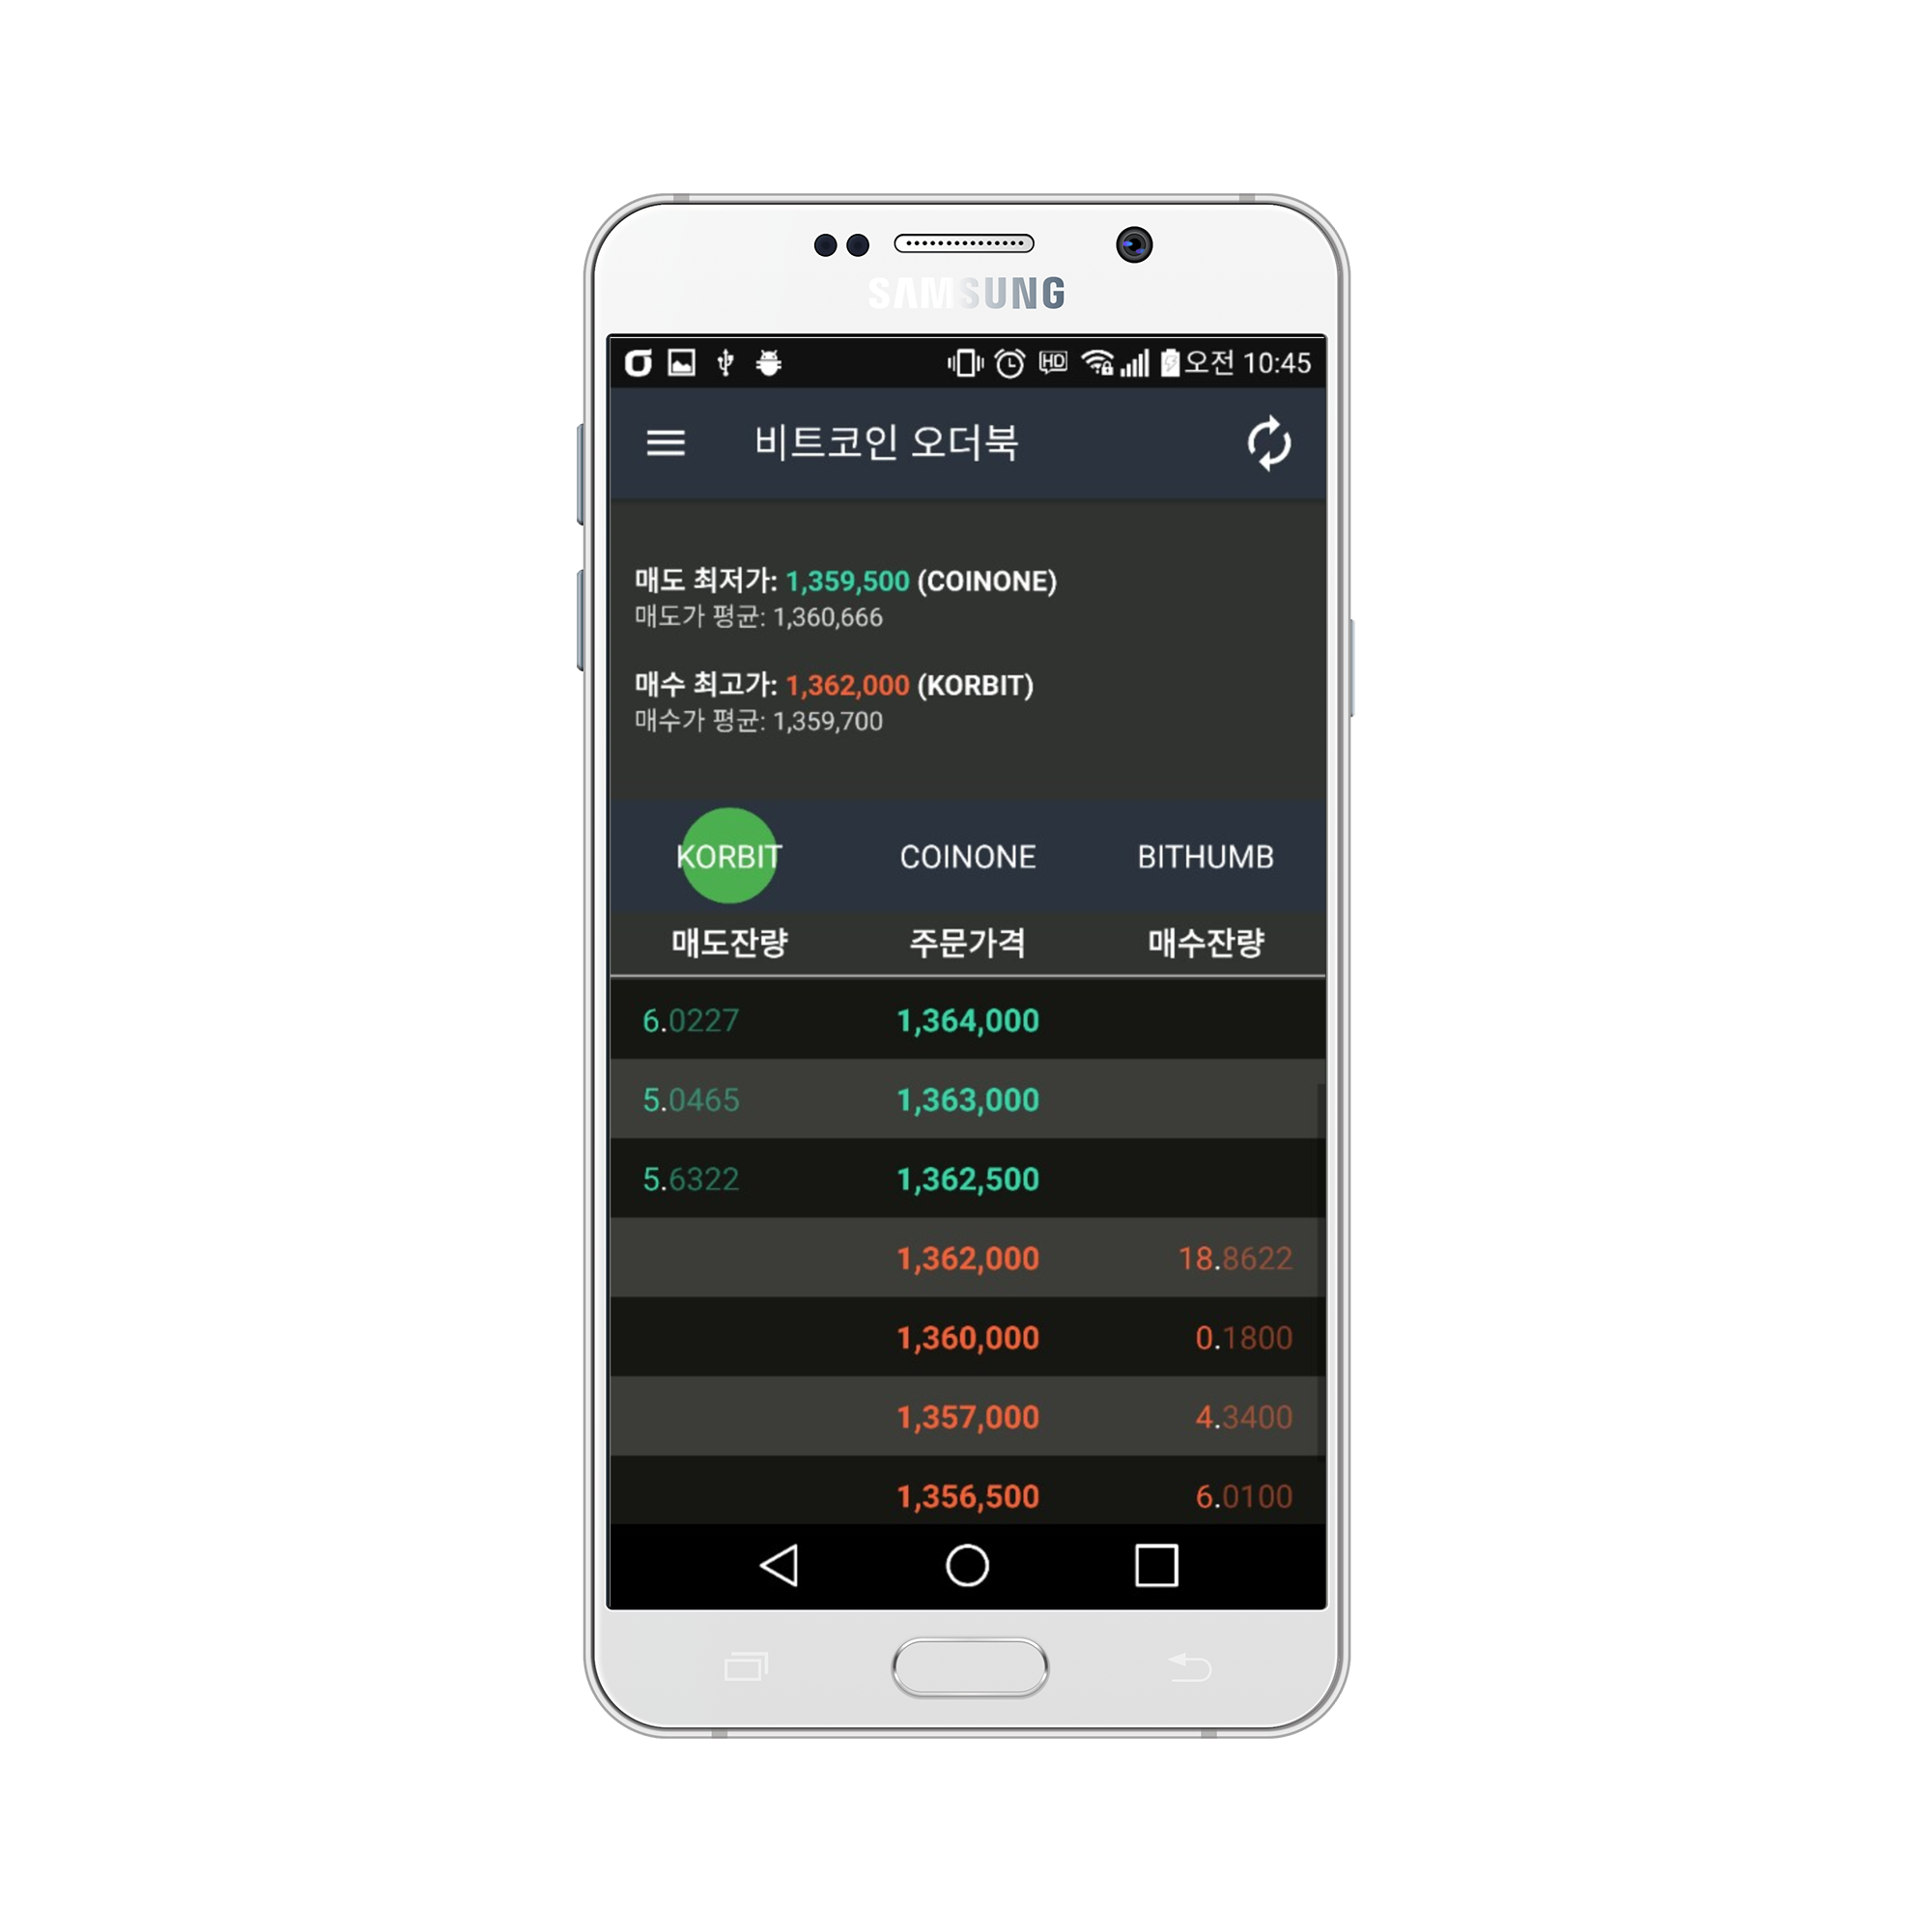 SAMSUNG
HD 오전 10:45
비트코인 오더북
매도 최저가: 1,359,500 (COINONE)
매도가 평균: 1,360,666
매수 최고가: 1,362,000 (KORBIT)
매수가 평균: 1,359,700
KORBIT COINONE BITHUMB
매도잔량 주문가격 매수잔량
6.0227 1,364,000
5.0465 1,363,000
5.6322 1,362,500
1,362,000 18.8622
1,360,000 0.1800
1,357,000 4.3400
1,356,500 6.0100